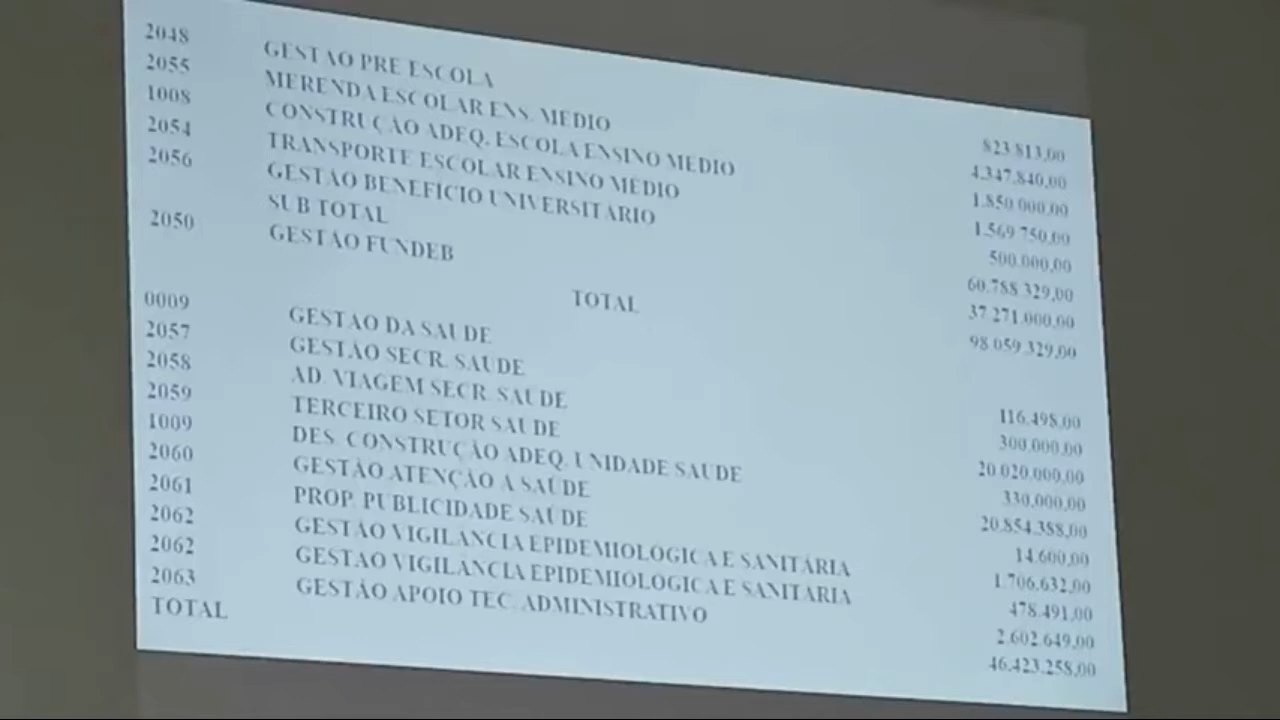 2048 GESTAO PRE ESCOLA 823.813,00
2055 MERENDA ESCOLAR ENS. MEDIO 4.347.840,00
1008 CONSTRUÇÃO ADEQ. ESCOLA ENSINO MEDIO 1.850.000,00
2054 TRANSPORTE ESCOLAR ENSINO MEDIO 1.569.750,00
2056 GESTÃO BENEFICIO UNIVERSITARIO 500.000,00
SUB TOTAL 60.788.329,00
2050 GESTAO FUNDEB 37.271.000,00
TOTAL 98.059.329,00
0009 GESTAO DA SAUDE
2057 GESTÃO SECR. SAUDE 116.498,00
2058 AD. VIAGEM SECR. SAUDE 300.000,00
2059 TERCEIRO SETOR SAUDE 20.020.000,00
1009 DES. CONSTRUÇÃO ADEQ. UNIDADE SAUDE 330.000,00
2060 GESTÃO ATENÇÃO A SAÚDE 20.854.388,00
2061 PROP. PUBLICIDADE SAÚDE 14.600,00
2062 GESTÃO VIGILANCIA EPIDEMIOLÓGICA E SANITÁRIA 1.706.632,00
2062 GESTÃO VIGILANCIA EPIDEMIOLÓGICA E SANITÁRIA 478.491,00
2063 GESTÃO APOIO TEC. ADMINISTRATIVO 2.602.649,00
TOTAL 46.423.258,00